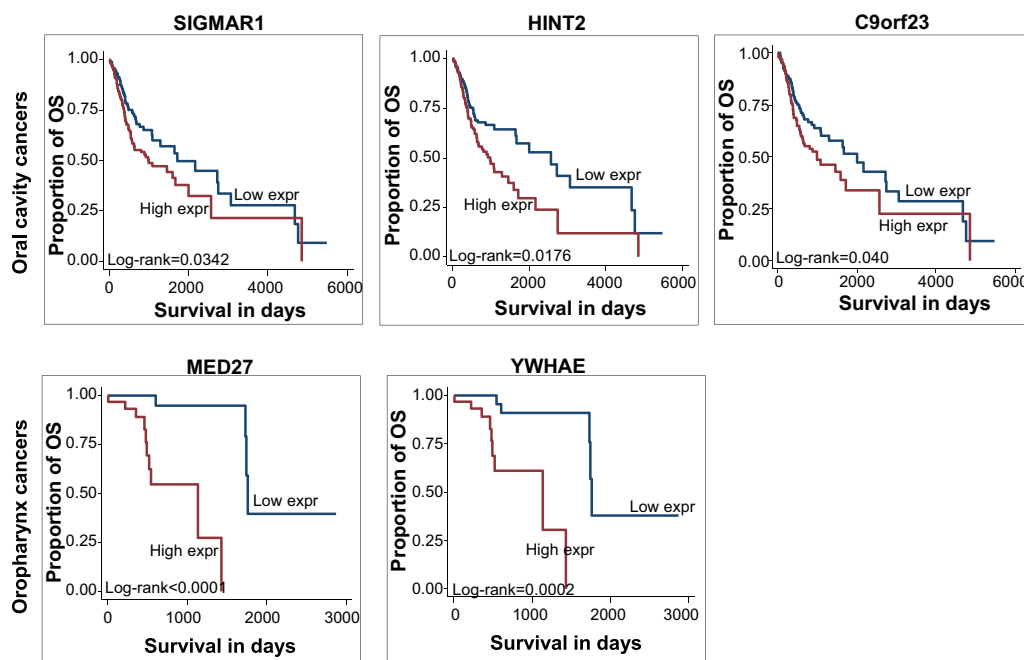 SIGMAR1
HINT2
C9orf23
Oral cavity cancers
Proportion of OS
1.00
0.75
0.50
0.25
0.00
Low expr
High expr
Log-rank=0.0342
0 2000 4000 6000
Survival in days
Proportion of OS
1.00
0.75
0.50
0.25
0.00
Low expr
High expr
Log-rank=0.0176
0 2000 4000 6000
Survival in days
Proportion of OS
1.00
0.75
0.50
0.25
0.00
Low expr
High expr
Log-rank=0.040
0 2000 4000 6000
Survival in days
MED27
YWHAE
Oropharynx cancers
Proportion of OS
1.00
0.75
0.50
0.25
0.00
Low expr
High expr
Log-rank<0.0001
0 1000 2000 3000
Survival in days
Proportion of OS
1.00
0.75
0.50
0.25
0.00
Low expr
High expr
Log-rank=0.0002
0 1000 2000 3000
Survival in days